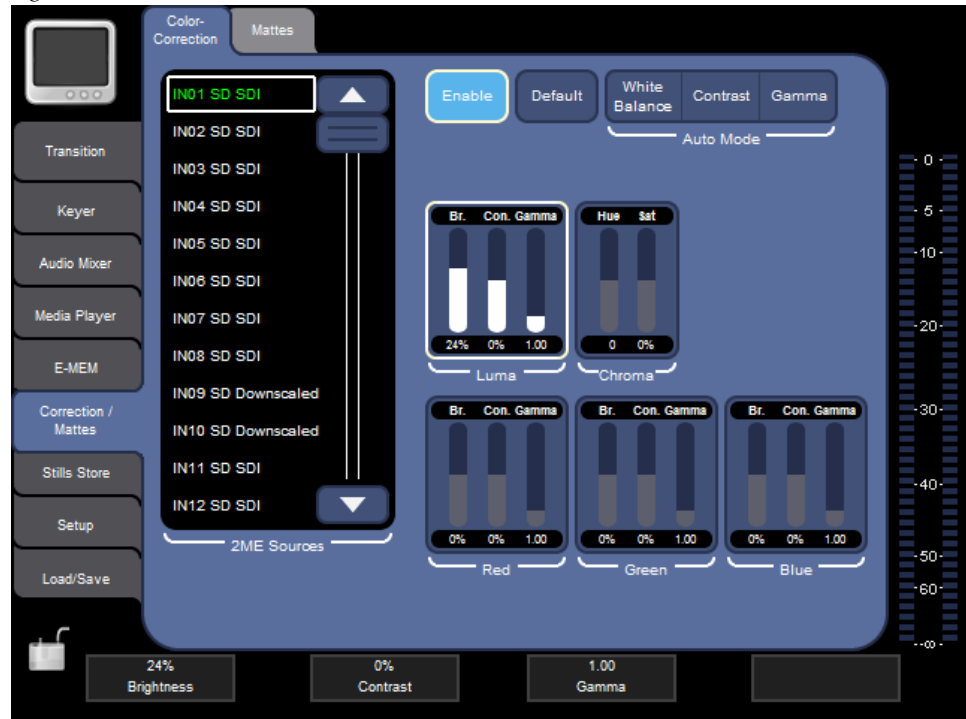 Color-
Correction
Mattes
Transition
Keyer
Audio Mixer
Media Player
E-MEM
Correction /
Mattes
Stills Store
Setup
Load/Save
IN01 SD SDI
IN02 SD SDI
IN03 SD SDI
IN04 SD SDI
IN05 SD SDI
IN06 SD SDI
IN07 SD SDI
IN08 SD SDI
IN09 SD Downscaled
IN10 SD Downscaled
IN11 SD SDI
IN12 SD SDI
2ME Sources
Enable
Default
White
Balance
Contrast
Gamma
Auto Mode
Br. Con. Gamma
24% 0% 1.00
Luma
Hue Sat
0 0%
Chroma
Br. Con. Gamma
0% 0% 1.00
Red
Br. Con. Gamma
0% 0% 1.00
Green
Br. Con. Gamma
0% 0% 1.00
Blue
- 0 -
- 5 -
-10-
-20-
-30-
-40-
-50-
-60-
--∞ -
24%
Brightness
0%
Contrast
1.00
Gamma